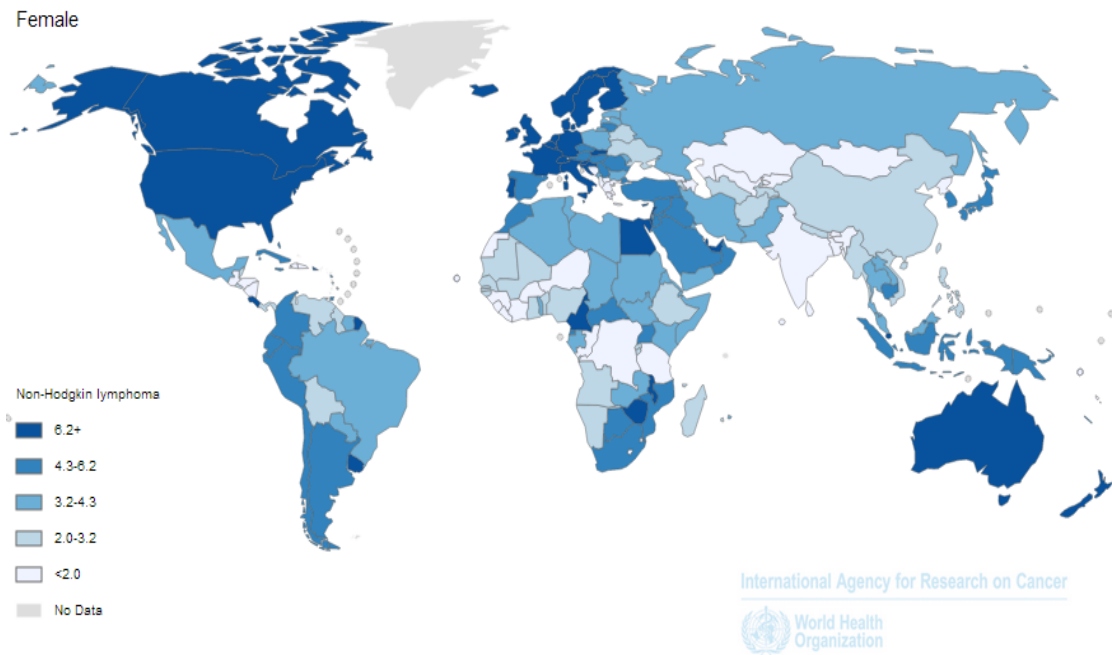 Female
Non-Hodgkin lymphoma
6.2+
4.3-6.2
3.2-4.3
2.0-3.2
<2.0
No Data
International Agency for Research on Cancer
World Health
Organization